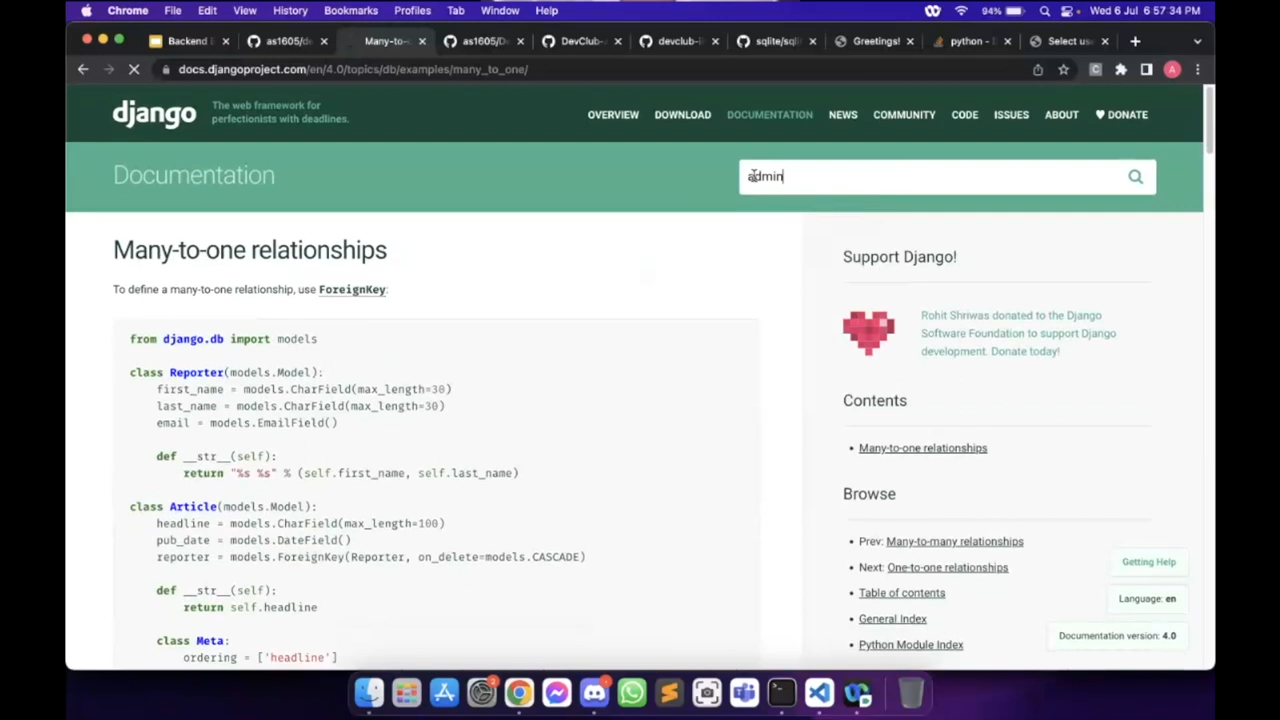 Chrome File Edit View History Bookmarks Profiles Tab Window Help 94% Wed 6 Jul 6:57:34 PM
Backend as1605/de Many-to- as1605/D DevClub- devclub- sqlite/sql Greetings! python - Select us
docs.djangoproject.com/en/4.0/topics/db/examples/many_to_one/ A
django The web framework for
perfectionists with deadlines.
OVERVIEW DOWNLOAD DOCUMENTATION NEWS COMMUNITY CODE ISSUES ABOUT ♥ DONATE
Documentation admin
Many-to-one relationships
To define a many-to-one relationship, use ForeignKey:
from django.db import models
class Reporter(models.Model):
first_name = models.CharField(max_length=30)
last_name = models.CharField(max_length=30)
email = models.EmailField()
def __str__(self):
return "%s %s" % (self.first_name, self.last_name)
class Article(models.Model):
headline = models.CharField(max_length=100)
pub_date = models.DateField()
reporter = models.ForeignKey(Reporter, on_delete=models.CASCADE)
def __str__(self):
return self.headline
class Meta:
ordering = ['headline']
Support Django!
Rohit Shriwas donated to the Django
Software Foundation to support Django
development. Donate today!
Contents
• Many-to-one relationships
Browse
• Prev: Many-to-many relationships
• Next: One-to-one relationships
• Table of contents
• General Index
• Python Module Index
Getting Help
Language: en
Documentation version: 4.0